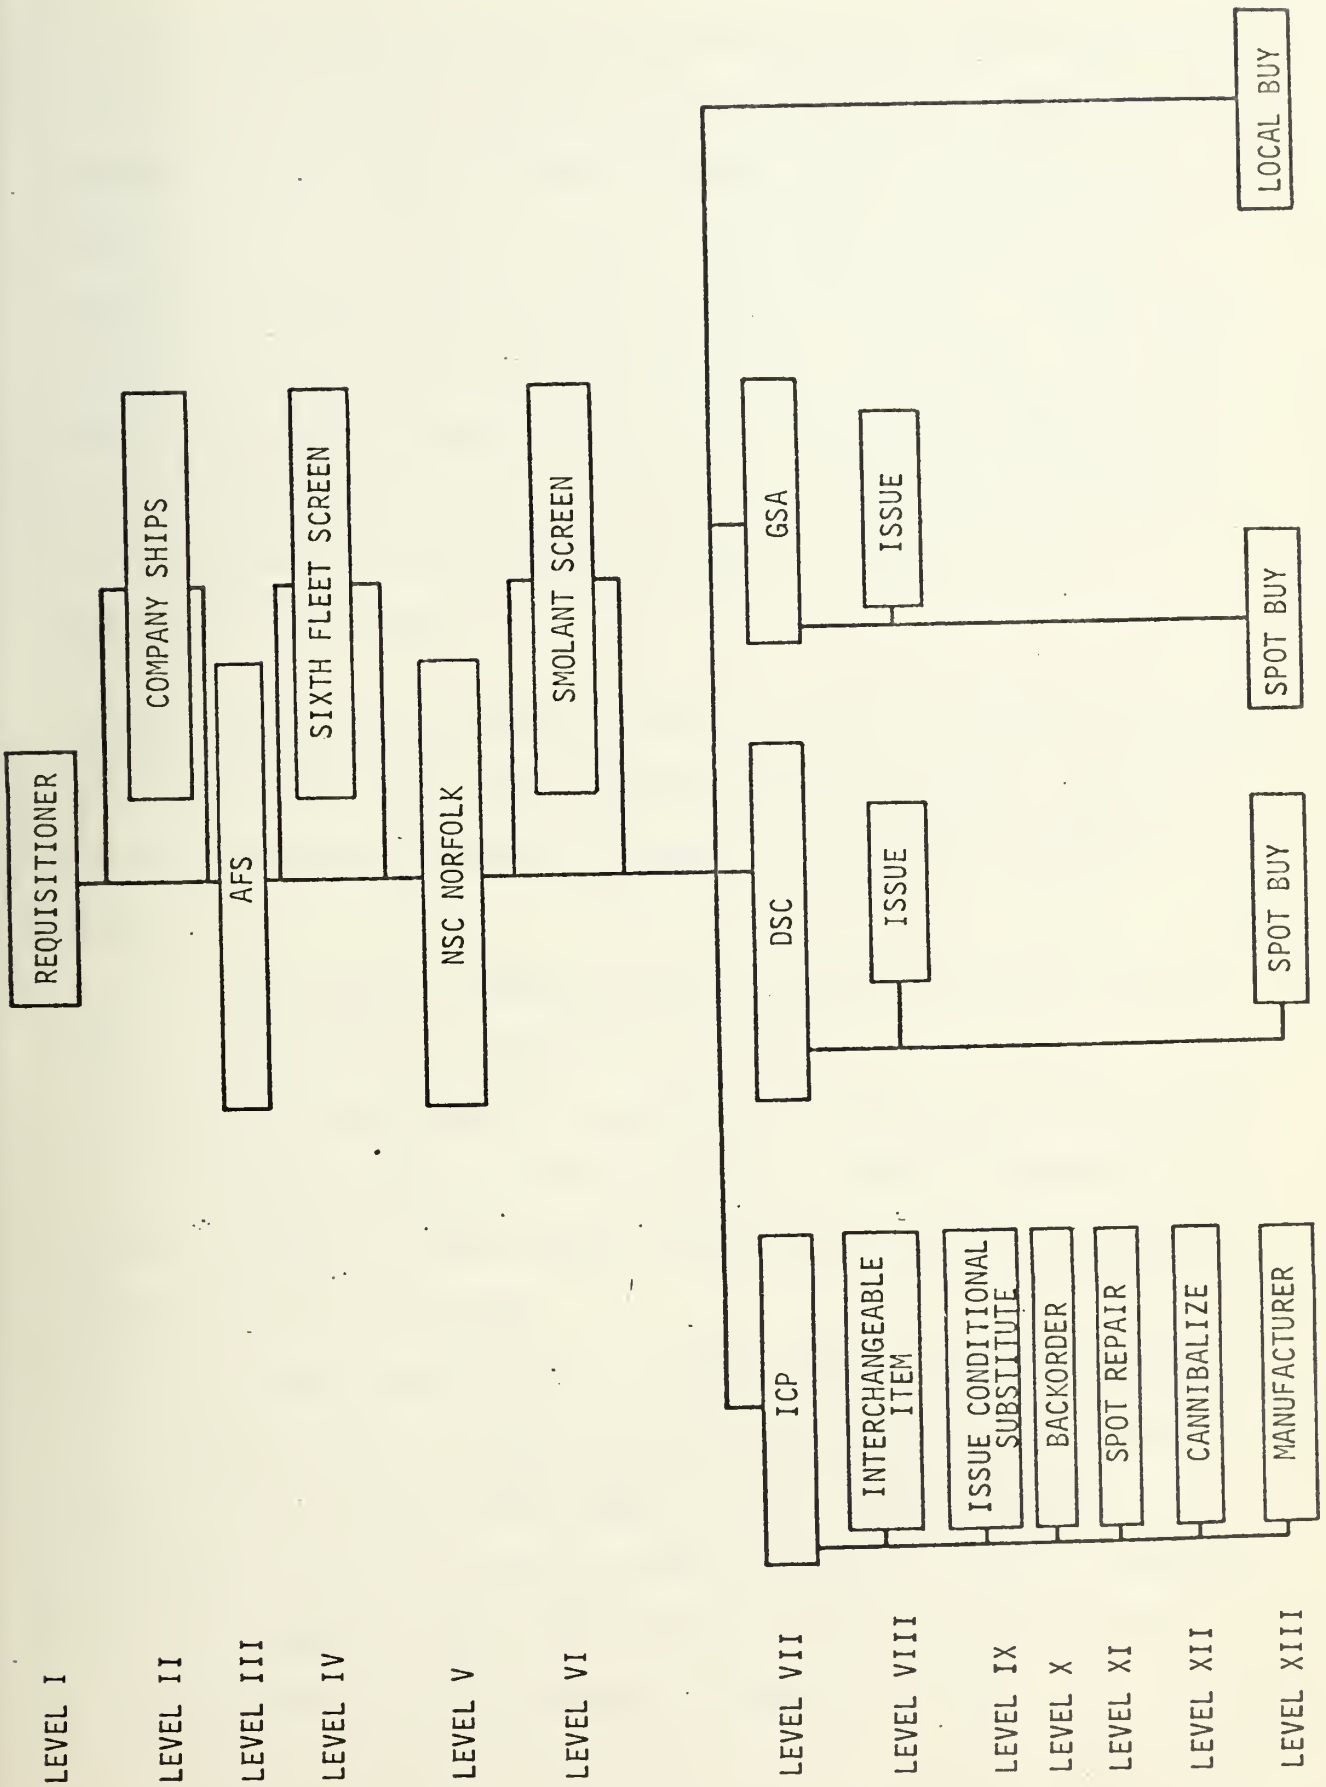 LEVEL I
REQUISITIONER
LEVEL II
COMPANY SHIPS
LEVEL III
AFS
LEVEL IV
SIXTH FLEET SCREEN
LEVEL V
NSC NORFOLK
LEVEL VI
SMOLANT SCREEN
LEVEL VII
ICP
DSC
GSA
LEVEL VIII
INTERCHANGEABLE
ITEM
ISSUE
ISSUE
LEVEL IX
ISSUE CONDITIONAL
SUBSTITUTE
LEVEL X
BACKORDER
LEVEL XI
SPOT REPAIR
LEVEL XII
CANNIBALIZE
LEVEL XIII
MANUFACTURER
SPOT BUY
SPOT BUY
LOCAL BUY